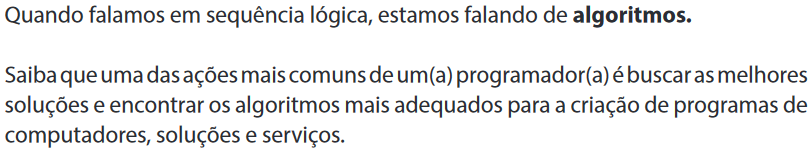 Quando falamos em sequência lógica, estamos falando de algoritmos.
Saiba que uma das ações mais comuns de um(a) programador(a) é buscar as melhores
soluções e encontrar os algoritmos mais adequados para a criação de programas de
computadores, soluções e serviços.